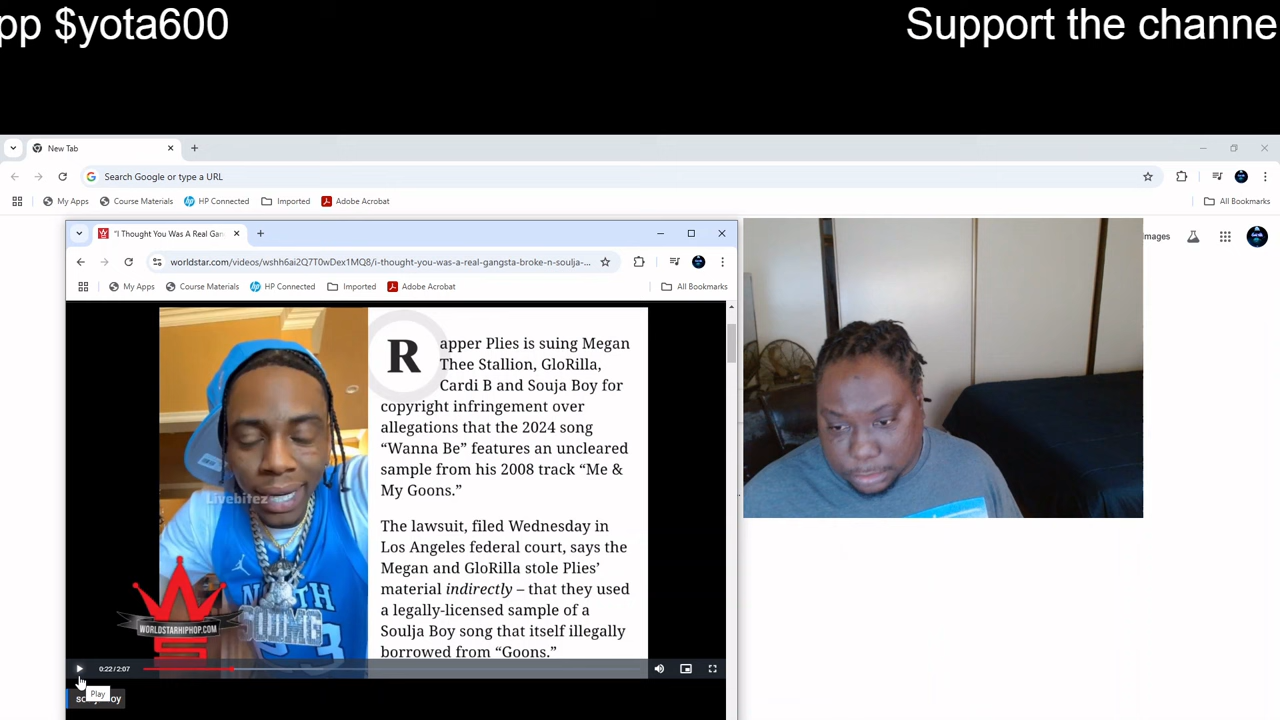 pp $yota600
Support the channe
New Tab
Search Google or type a URL
My Apps
Course Materials
HP Connected
Imported
Adobe Acrobat
All Bookmarks
mages
"I Thought You Was A Real Gan
worldstar.com/videos/wshh6ai2Q7T0wDex1MQ8/i-thought-you-was-a-real-gangsta-broke-n-soulja-...
My Apps
Course Materials
HP Connected
Imported
Adobe Acrobat
All Bookmarks
Rapper Plies is suing Megan
Thee Stallion, GloRilla,
Cardi B and Souja Boy for
copyright infringement over
allegations that the 2024 song
“Wanna Be” features an uncleared
sample from his 2008 track “Me &
My Goons.”
The lawsuit, filed Wednesday in
Los Angeles federal court, says the
Megan and GloRilla stole Plies’
material indirectly – that they used
a legally-licensed sample of a
Soulja Boy song that itself illegally
borrowed from “Goons.”
Livebitez
NORTH
23
SODMG
WORLDSTARHIPHOP.COM
0:22 / 2:07
Play